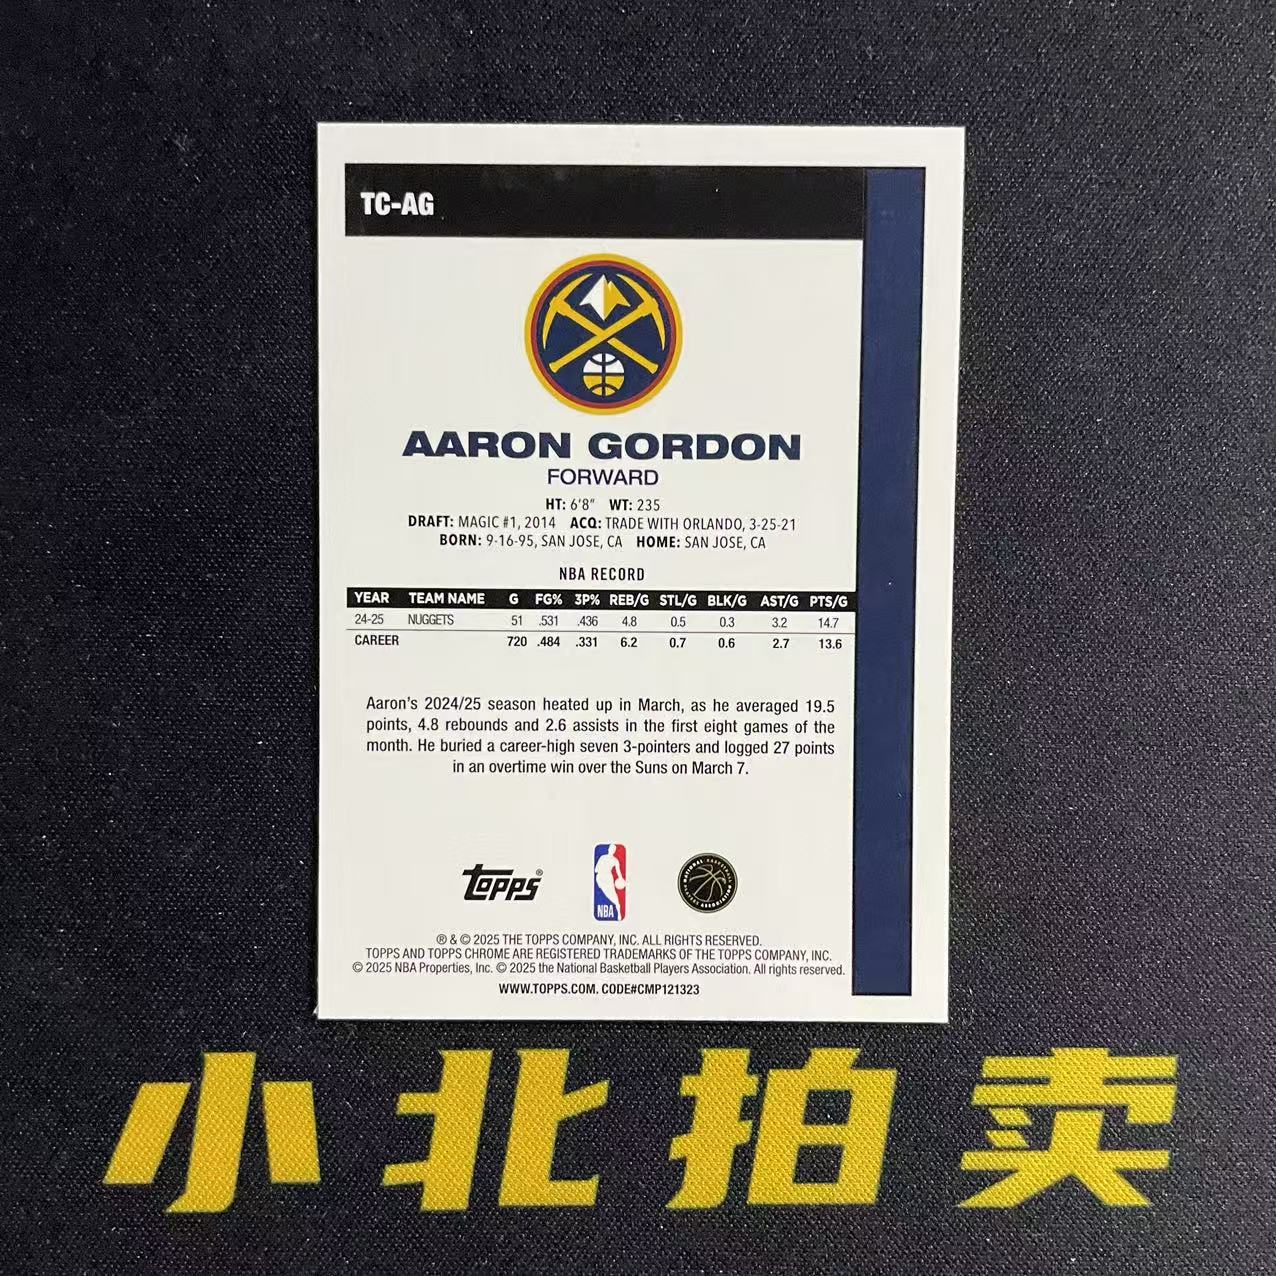 TC-AG
AARON GORDON
FORWARD
HT: 6'8" WT: 235
DRAFT: MAGIC #1, 2014 ACQ: TRADE WITH ORLANDO, 3-25-21
BORN: 9-16-95, SAN JOSE, CA HOME: SAN JOSE, CA
NBA RECORD
YEAR TEAM NAME G FG% 3P% REB/G STL/G BLK/G AST/G PTS/G
24-25 NUGGETS 51 .531 .436 4.8 0.5 0.3 3.2 14.7
CAREER 720 .484 .331 6.2 0.7 0.6 2.7 13.6
Aaron's 2024/25 season heated up in March, as he averaged 19.5
points, 4.8 rebounds and 2.6 assists in the first eight games of the
month. He buried a career-high seven 3-pointers and logged 27 points
in an overtime win over the Suns on March 7.
topps®
NBA
NATIONAL BASKETBALL PLAYERS ASSOCIATION
® & © 2025 THE TOPPS COMPANY, INC. ALL RIGHTS RESERVED.
TOPPS AND TOPPS CHROME ARE REGISTERED TRADEMARKS OF THE TOPPS COMPANY, INC.
© 2025 NBA Properties, Inc. © 2025 the National Basketball Players Association. All rights reserved.
WWW.TOPPS.COM. CODE#CMP121323
小北拍卖